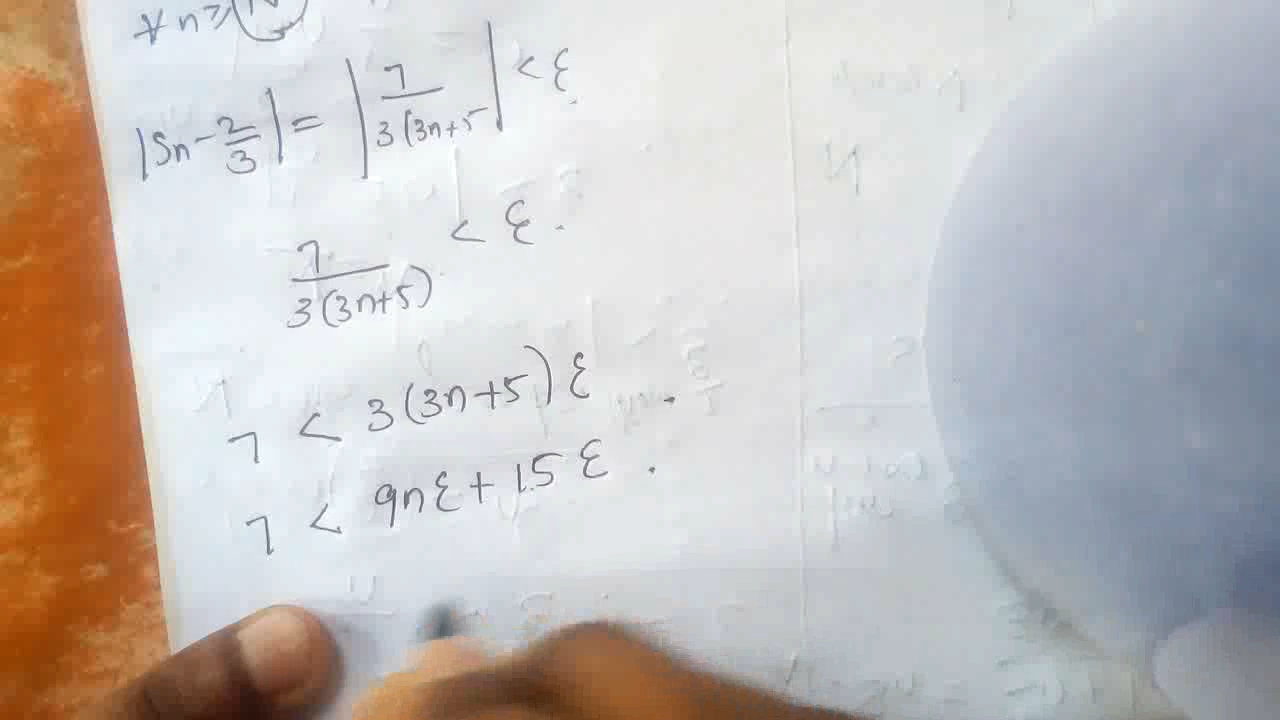 ∀ n ≥ N
|Sn - 2/3| = |7/3(3n+5| < ε.
7/3(3n+5) < ε.
7 < 3(3n+5) ε .
7 < 9nε + 15 ε .